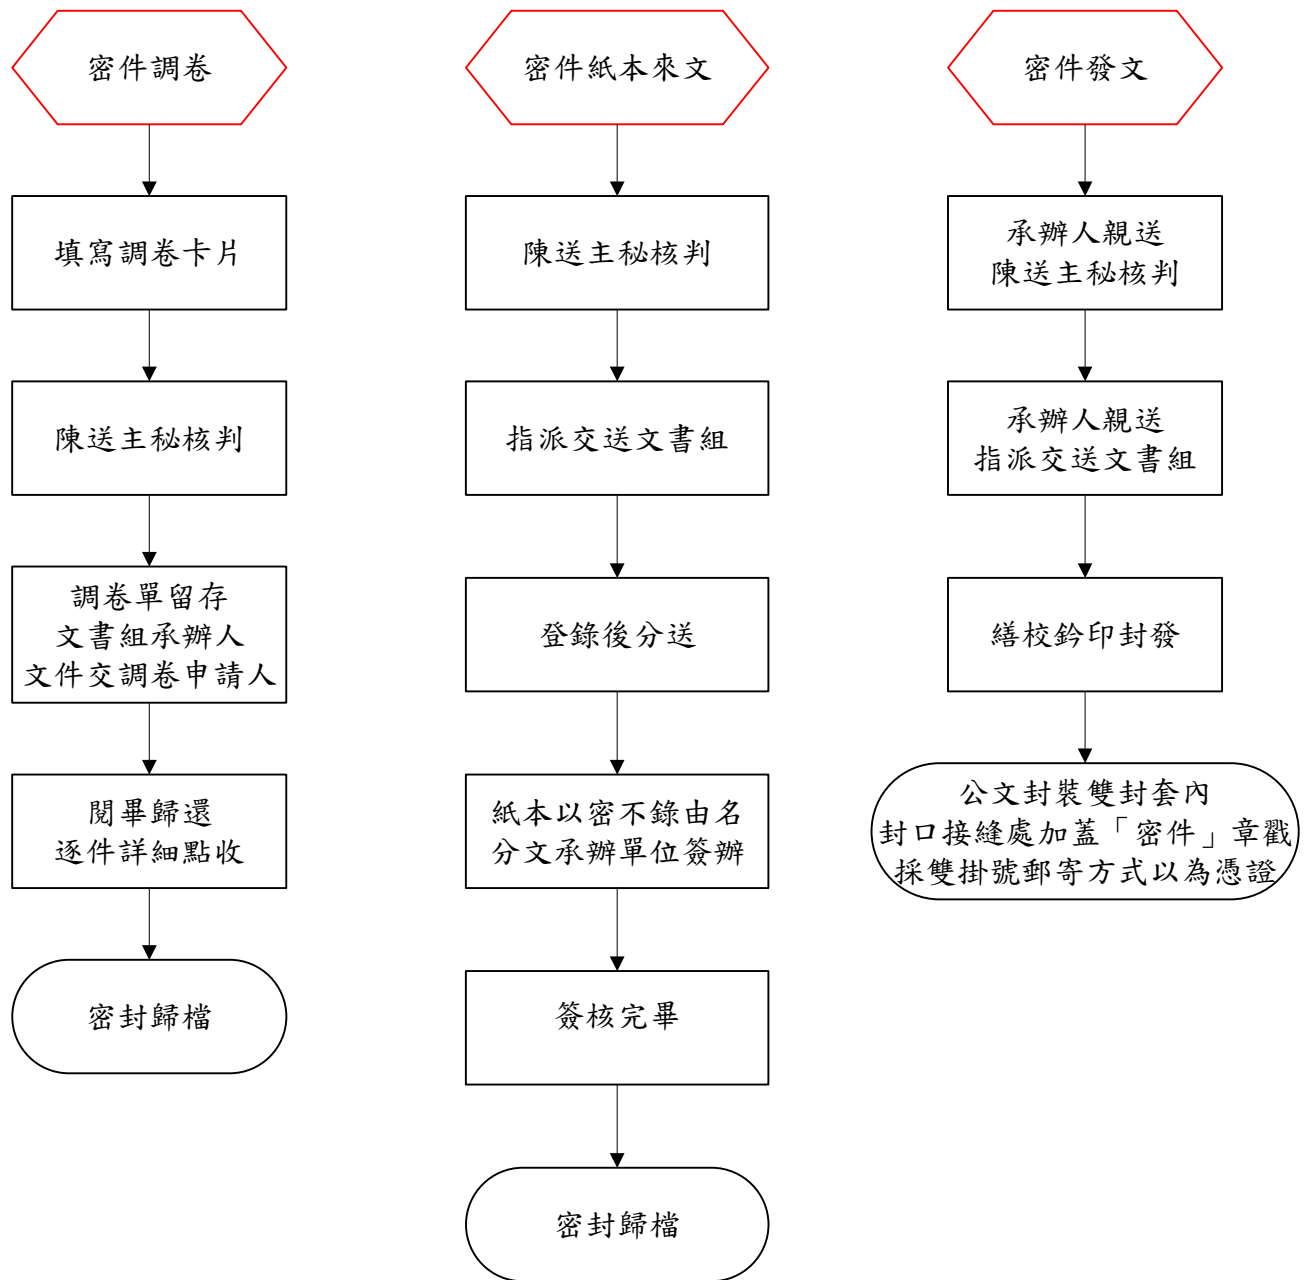 密件調卷
填寫調卷卡片
陳送主秘核判
調卷單留存
文書組承辦人
文件交調卷申請人
閱畢歸還
逐件詳細點收
密封歸檔
密件紙本來文
陳送主秘核判
指派交送文書組
登錄後分送
紙本以密不錄由名
分文承辦單位簽辦
簽核完畢
密封歸檔
密件發文
承辦人親送
陳送主秘核判
承辦人親送
指派交送文書組
繕校鈐印封發
公文封裝雙封套內
封口接縫處加蓋「密件」章戳
採雙掛號郵寄方式以為憑證